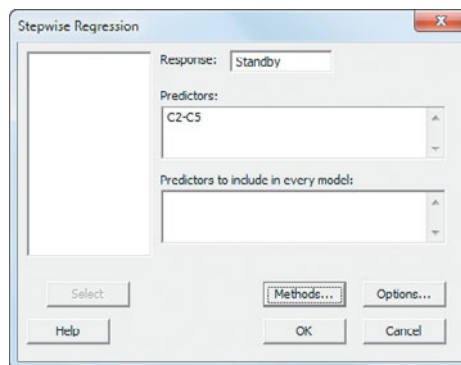 Stepwise Regression
Response: Standby
Predictors:
C2-C5
Predictors to include in every model:
Select
Methods...
Options...
Help
OK
Cancel